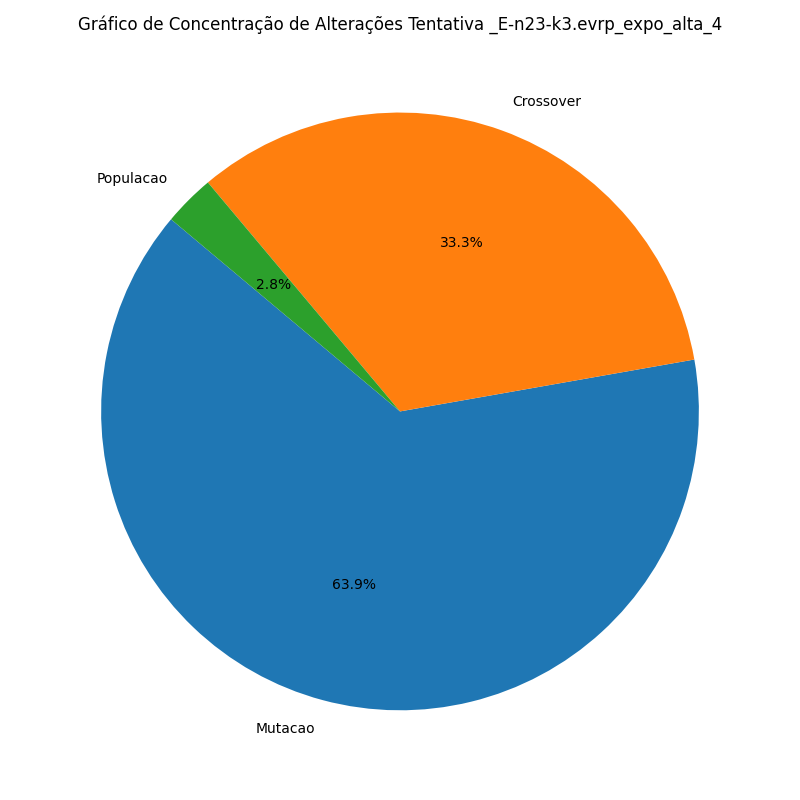 Gráfico de Concentração de Alterações Tentativa _E-n23-k3.evrp_expo_alta_4
Crossover
Populacao
33.3%
2.8%
63.9%
Mutacao